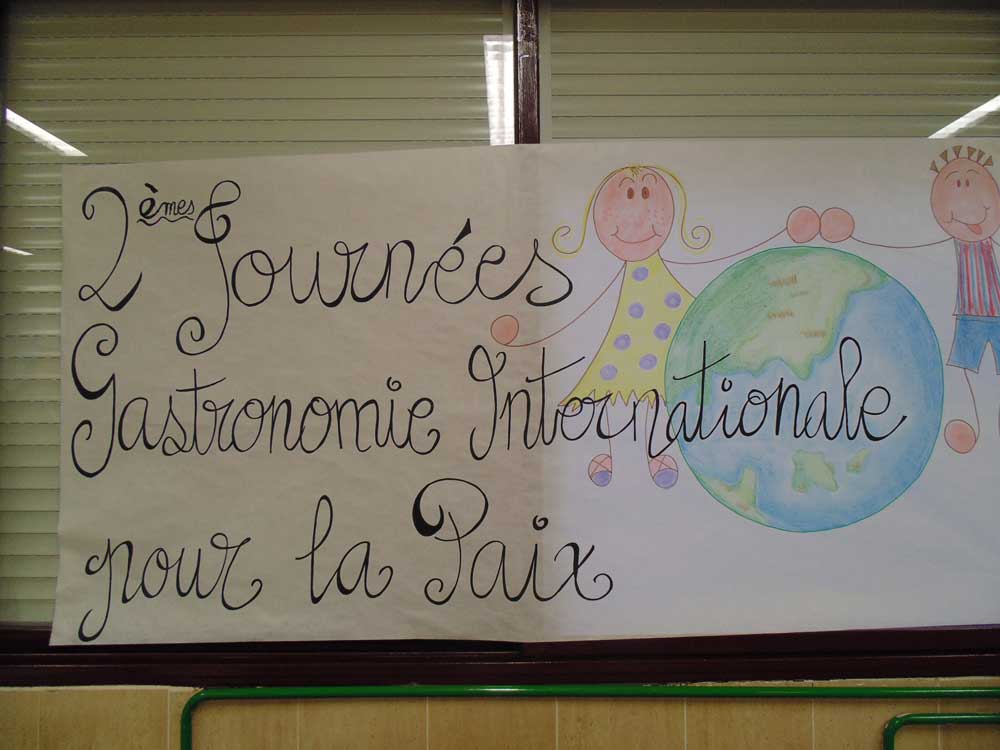 2èmes Journées
Gastronomie Internationale
pour la Paix